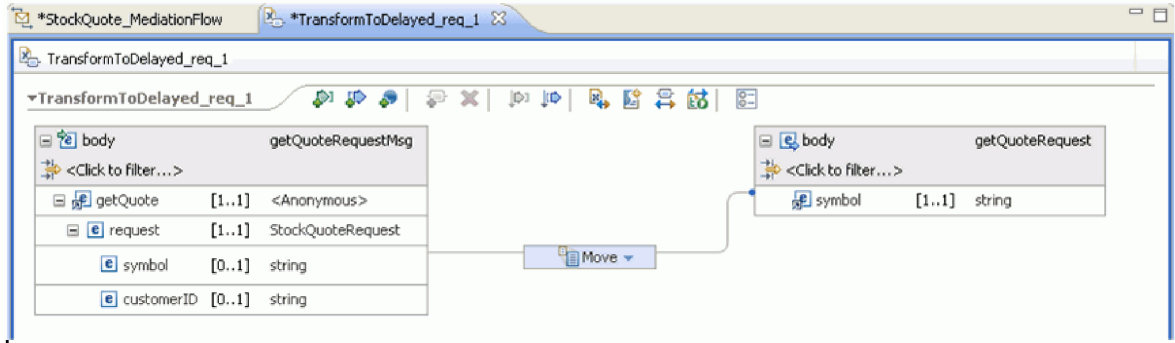 *StockQuote_MediationFlow *TransformToDelayed_req_1
TransformToDelayed_req_1
TransformToDelayed_req_1
body getQuoteRequestMsg
<Click to filter...>
getQuote [1..1] <Anonymous>
request [1..1] StockQuoteRequest
symbol [0..1] string
customerID [0..1] string
Move
body getQuoteRequest
<Click to filter...>
symbol [1..1] string